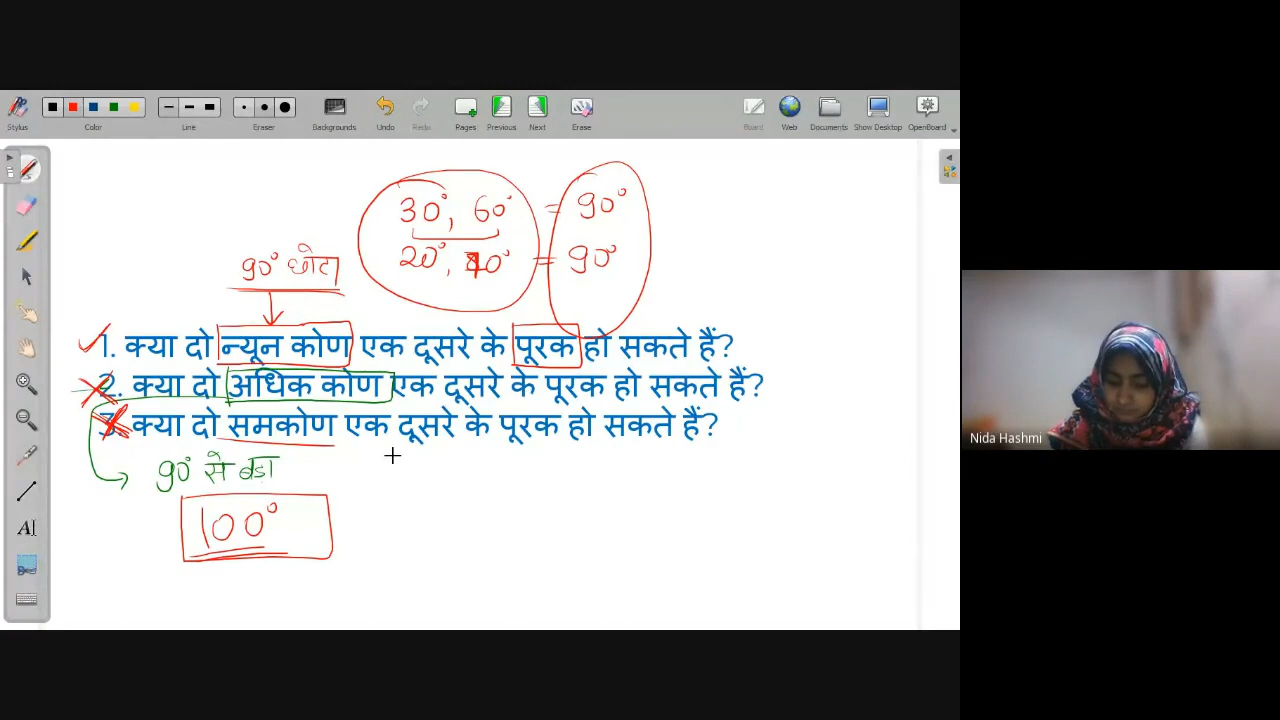 Stylus
Color
Line
Eraser
Backgrounds
Undo
Redo
Pages
Previous
Next
Erase
Board
Web
Documents
Show Desktop
OpenBoard
30°, 60° = 90°
20°, 70° = 90°
90° छोटा
1. क्या दो न्यून कोण एक दूसरे के पूरक हो सकते हैं?
2. क्या दो अधिक कोण एक दूसरे के पूरक हो सकते हैं?
3. क्या दो समकोण एक दूसरे के पूरक हो सकते हैं?
90° से बडा
100°
Nida Hashmi